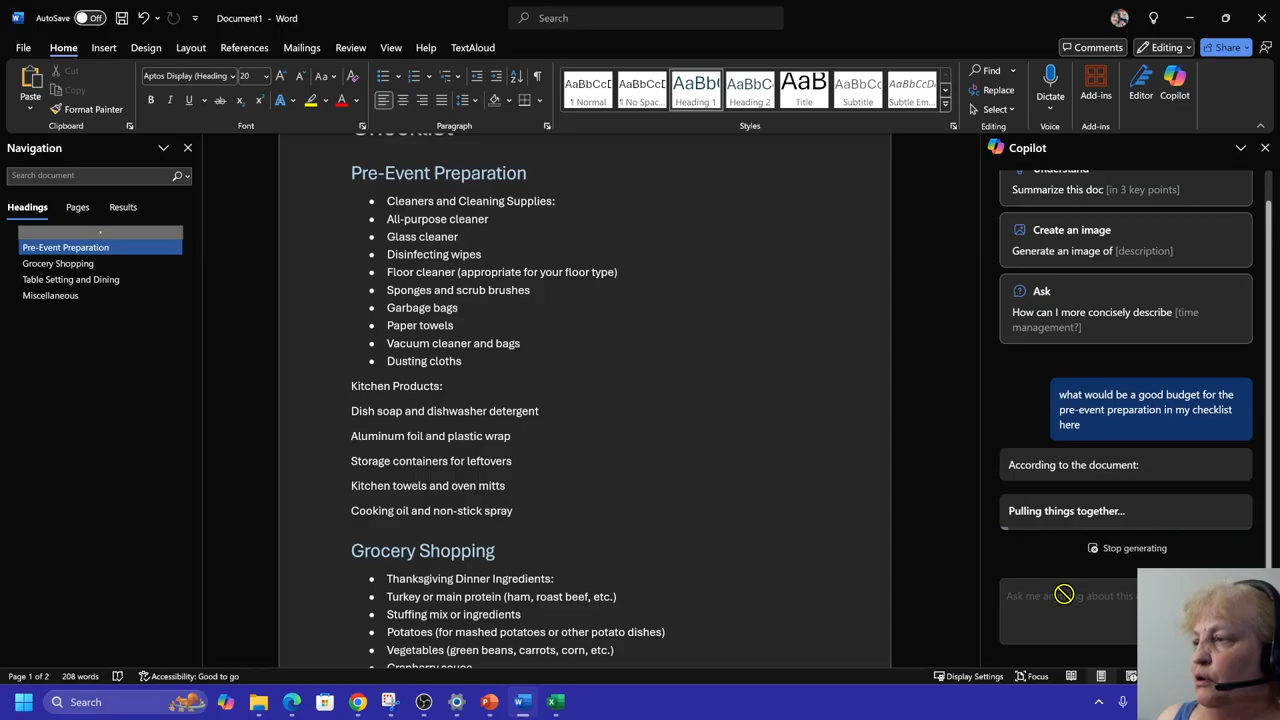 AutoSave
Off
Document1 - Word
Search
File
Home
Insert
Design
Layout
References
Mailings
Review
View
Help
TextAloud
Comments
Editing
Share
Paste
Cut
Copy
Format Painter
Clipboard
Aptos Display (Heading
20
Font
Paragraph
AaBbCcD
¶ Normal
¶ No Spac...
Heading 1
Heading 2
Title
Subtitle
Subtle Em...
Styles
Find
Replace
Select
Editing
Dictate
Voice
Add-ins
Add-ins
Editor
Copilot
Navigation
Search document
Headings
Pages
Results
Pre-Event Preparation
Grocery Shopping
Table Setting and Dining
Miscellaneous
Checklist
Pre-Event Preparation
Cleaners and Cleaning Supplies:
All-purpose cleaner
Glass cleaner
Disinfecting wipes
Floor cleaner (appropriate for your floor type)
Sponges and scrub brushes
Garbage bags
Paper towels
Vacuum cleaner and bags
Dusting cloths
Kitchen Products:
Dish soap and dishwasher detergent
Aluminum foil and plastic wrap
Storage containers for leftovers
Kitchen towels and oven mitts
Cooking oil and non-stick spray
Grocery Shopping
Thanksgiving Dinner Ingredients:
Turkey or main protein (ham, roast beef, etc.)
Stuffing mix or ingredients
Potatoes (for mashed potatoes or other potato dishes)
Vegetables (green beans, carrots, corn, etc.)
Cranberry sauce
Copilot
Understand
Summarize this doc [in 3 key points]
Create an image
Generate an image of [description]
Ask
How can I more concisely describe [time
management?]
what would be a good budget for the
pre-event preparation in my checklist
here
According to the document:
Pulling things together...
Stop generating
Ask me about this
Page 1 of 2
208 words
Accessibility: Good to go
Display Settings
Focus
Search